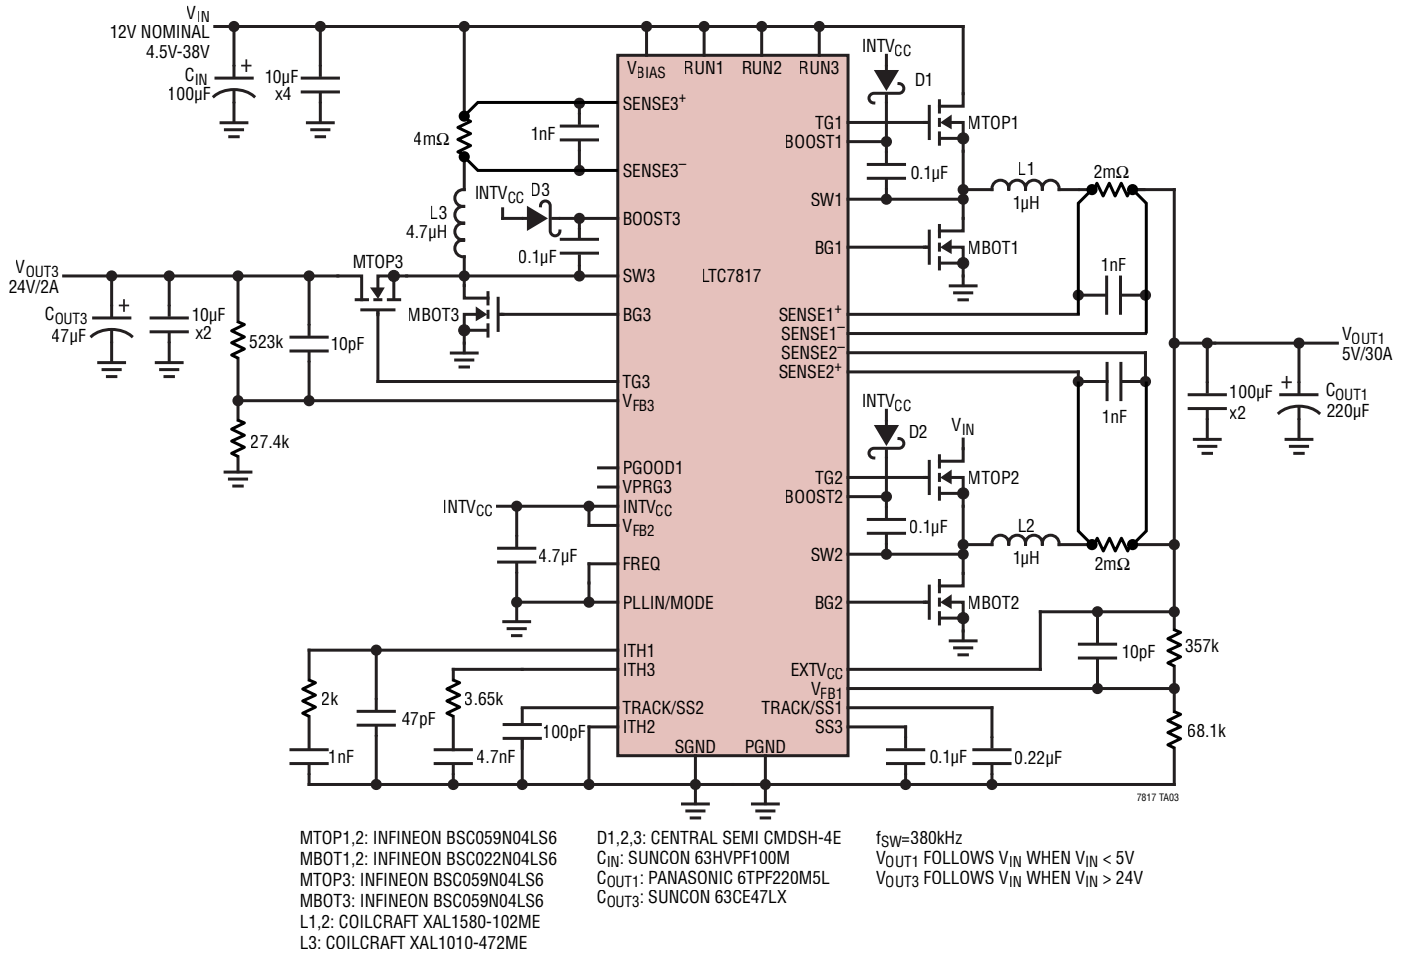 VIN
12V NOMINAL
4.5V-38V
CIN
100µF
+
10µF
x4
4mΩ
1nF
L3
4.7µH
INTVCC
D3
0.1µF
MTOP3
MBOT3
VOUT3
24V/2A
COUT3
47µF
+
10µF
x2
523k
10pF
27.4k
INTVCC
4.7µF
2k
1nF
47pF
3.65k
4.7nF
100pF
VBIAS
RUN1
RUN2
RUN3
SENSE3+
SENSE3–
BOOST3
SW3
BG3
TG3
VFB3
PGOOD1
VPRG3
INTVCC
VFB2
FREQ
PLLIN/MODE
ITH1
ITH3
TRACK/SS2
ITH2
SGND
PGND
LTC7817
TG1
BOOST1
SW1
BG1
SENSE1+
SENSE1–
SENSE2–
SENSE2+
TG2
BOOST2
SW2
BG2
EXTVCC
VFB1
TRACK/SS1
SS3
INTVCC
D1
MTOP1
0.1µF
L1
1µH
2mΩ
MBOT1
1nF
1nF
VOUT1
5V/30A
100µF
x2
+
COUT1
220µF
INTVCC
D2
VIN
MTOP2
0.1µF
L2
1µH
2mΩ
MBOT2
10pF
357k
68.1k
0.1µF
0.22µF
7817 TA03
MTOP1,2: INFINEON BSC059N04LS6
MBOT1,2: INFINEON BSC022N04LS6
MTOP3: INFINEON BSC059N04LS6
MBOT3: INFINEON BSC059N04LS6
L1,2: COILCRAFT XAL1580-102ME
L3: COILCRAFT XAL1010-472ME
D1,2,3: CENTRAL SEMI CMDSH-4E
CIN: SUNCON 63HVPF100M
COUT1: PANASONIC 6TPF220M5L
COUT3: SUNCON 63CE47LX
fSW=380kHz
VOUT1 FOLLOWS VIN WHEN VIN < 5V
VOUT3 FOLLOWS VIN WHEN VIN > 24V